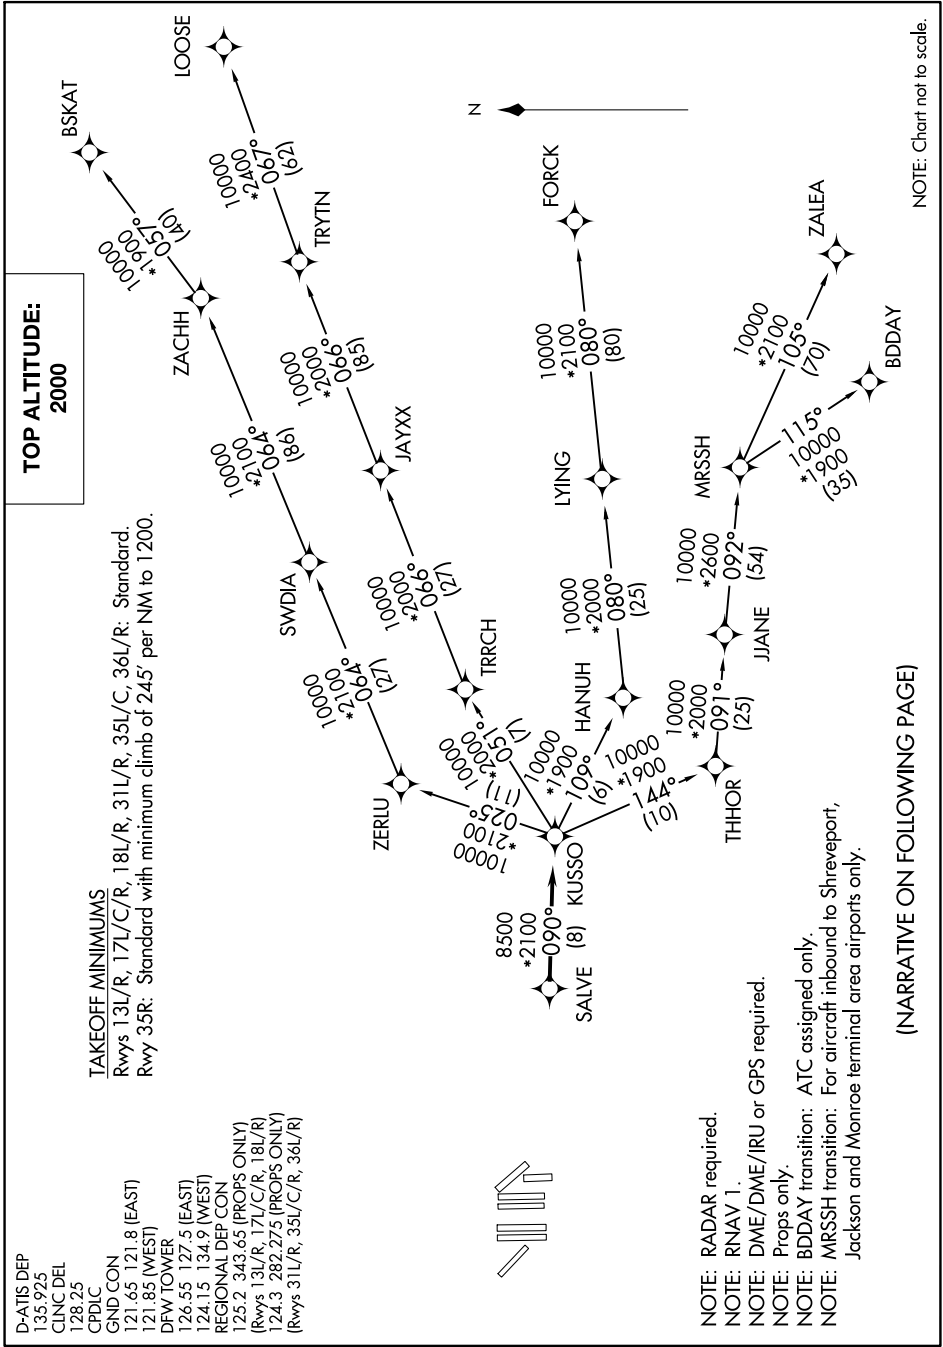 D-ATIS DEP
135.925
CLNC DEL
128.25
CPDLC
GND CON
121.65 121.8 (EAST)
121.85 (WEST)
DFW TOWER
126.55 127.5 (EAST)
124.15 134.9 (WEST)
REGIONAL DEP CON
125.2 343.65 (PROPS ONLY)
(Rwys 13L/R, 17L/C/R, 18L/R)
124.3 282.275 (PROPS ONLY)
(Rwys 31L/R, 35L/C/R, 36L/R)
TAKEOFF MINIMUMS
Rwys 13L/R, 17L/C/R, 18L/R, 31L/R, 35L/C, 36L/R: Standard.
Rwy 35R: Standard with minimum climb of 245' per NM to 1200.
TOP ALTITUDE:
2000
BSKAT
LOOSE
10000
*1900
057°
(40)
10000
*2400
067°
(62)
ZACHH
TRYTN
N
10000
*2100
064°
(86)
10000
*2000
066°
(85)
SWDIA
JAYXX
10000
*2100
064°
(27)
10000
*2000
066°
(27)
ZERLU
TRRCH
10000
*2100
025°
(11)
10000
*2000
051°
(7)
FORCK
10000
*2100
080°
(80)
LYING
10000
*2000
080°
(25)
HANUH
10000
*1900
109°
(6)
8500
*2100
090°
(8)
SALVE
KUSSO
10000
*1900
144°
(10)
THHOR
10000
*2000
091°
(25)
JJANE
10000
*2600
092°
(54)
MRSSH
10000
*2100
105°
(70)
ZALEA
115°
10000
*1900
(35)
BDDAY
NOTE: RADAR required.
NOTE: RNAV 1.
NOTE: DME/DME/IRU or GPS required.
NOTE: Props only.
NOTE: BDDAY transition: ATC assigned only.
NOTE: MRSSH transition: For aircraft inbound to Shreveport,
Jackson and Monroe terminal area airports only.
(NARRATIVE ON FOLLOWING PAGE)
NOTE: Chart not to scale.